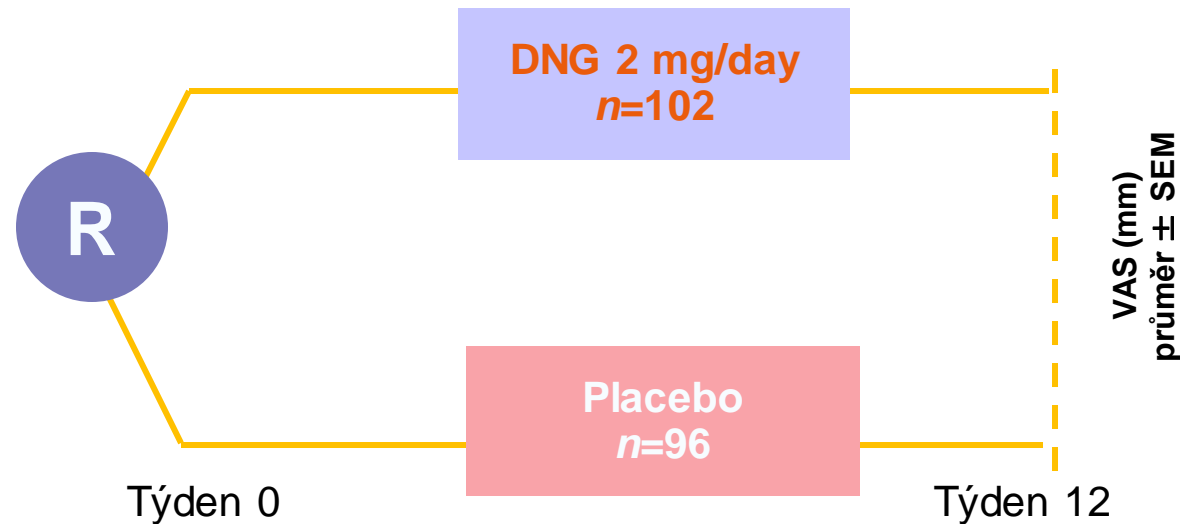 DNG 2 mg/day
n=102
R
VAS (mm)
průměr ± SEM
Placebo
n=96
Týden 0
Týden 12